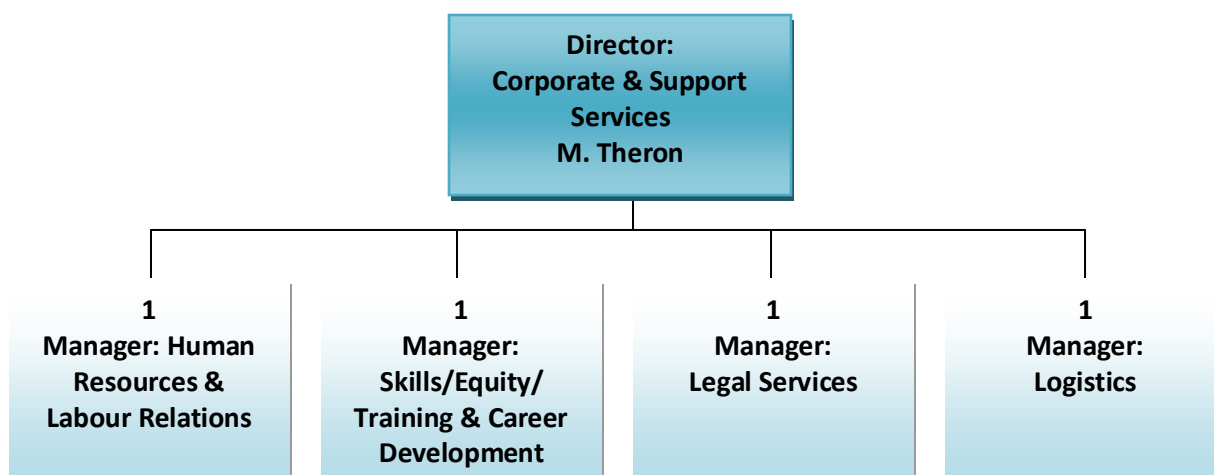 Director:
Corporate & Support
Services
M. Theron
1
Manager: Human
Resources &
Labour Relations
1
Manager:
Skills/Equity/
Training & Career
Development
1
Manager:
Legal Services
1
Manager:
Logistics